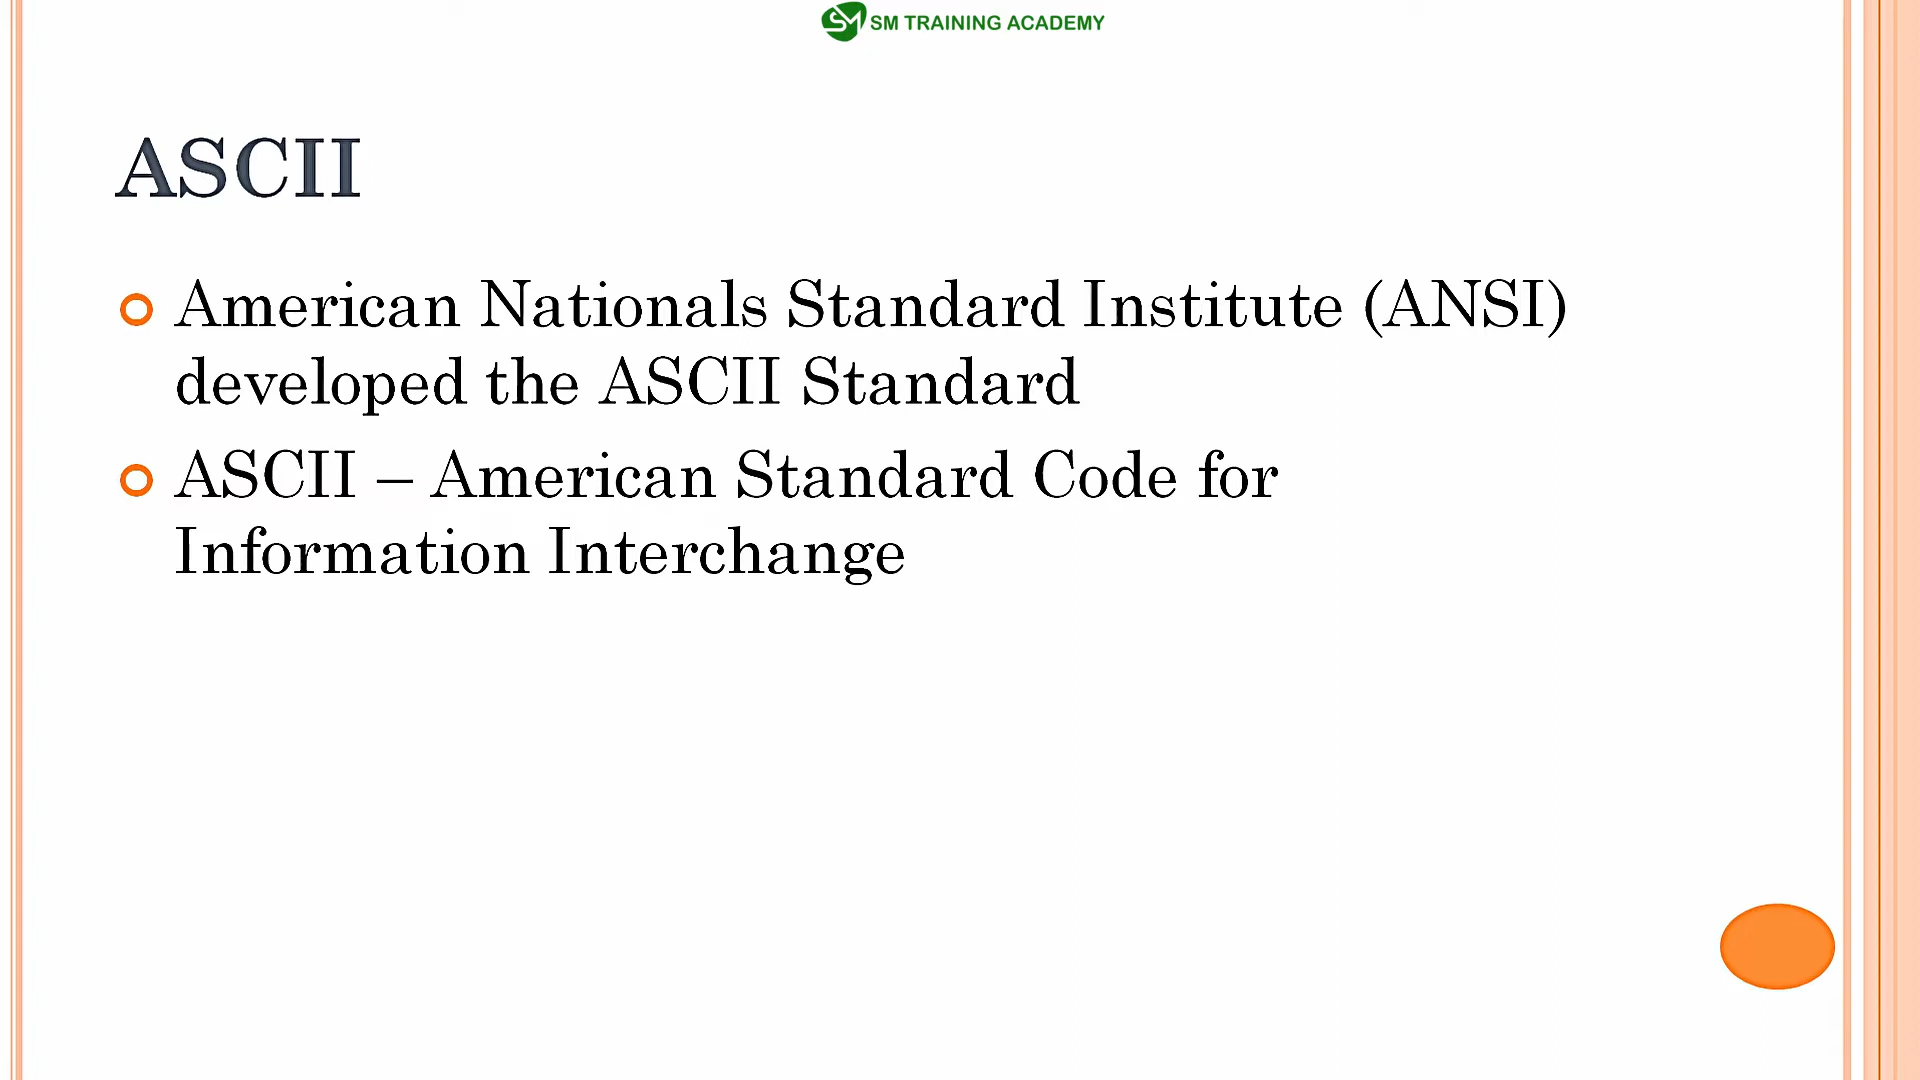 SM TRAINING ACADEMY
ASCII
American Nationals Standard Institute (ANSI)
developed the ASCII Standard
ASCII – American Standard Code for
Information Interchange